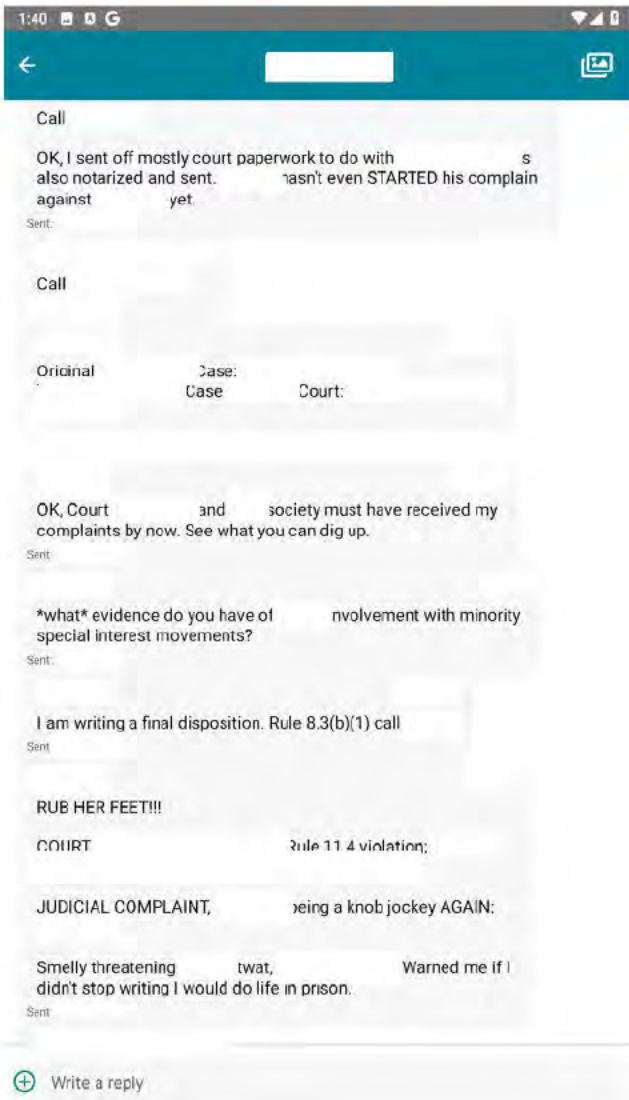 1:40 G
Call
OK, I sent off mostly court paperwork to do with s
also notarized and sent. hasn't even STARTED his complain
against yet.
Sent:
Call
Original Case:
Case Court:
OK, Court and society must have received my
complaints by now. See what you can dig up.
Sent
*what* evidence do you have of nvolvement with minority
special interest movements?
Sent:
I am writing a final disposition. Rule 8.3(b)(1) call
Sent
RUB HER FEET!!!
COURT Rule 11.4 violation;
JUDICIAL COMPLAINT, being a knob jockey AGAIN:
Smelly threatening twat, Warned me if I
didn't stop writing I would do life in prison.
Sent
Write a reply